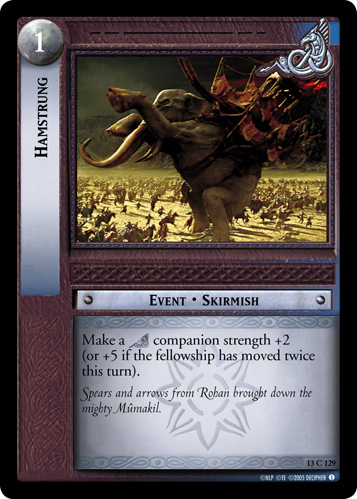 1
HAMSTRUNG
EVENT • SKIRMISH
Make a companion strength +2
(or +5 if the fellowship has moved twice
this turn).
Spears and arrows from Rohan brought down the
mighty Mûmakil.
13 C 129
©NLP ™TE ©2005 DECIPHER